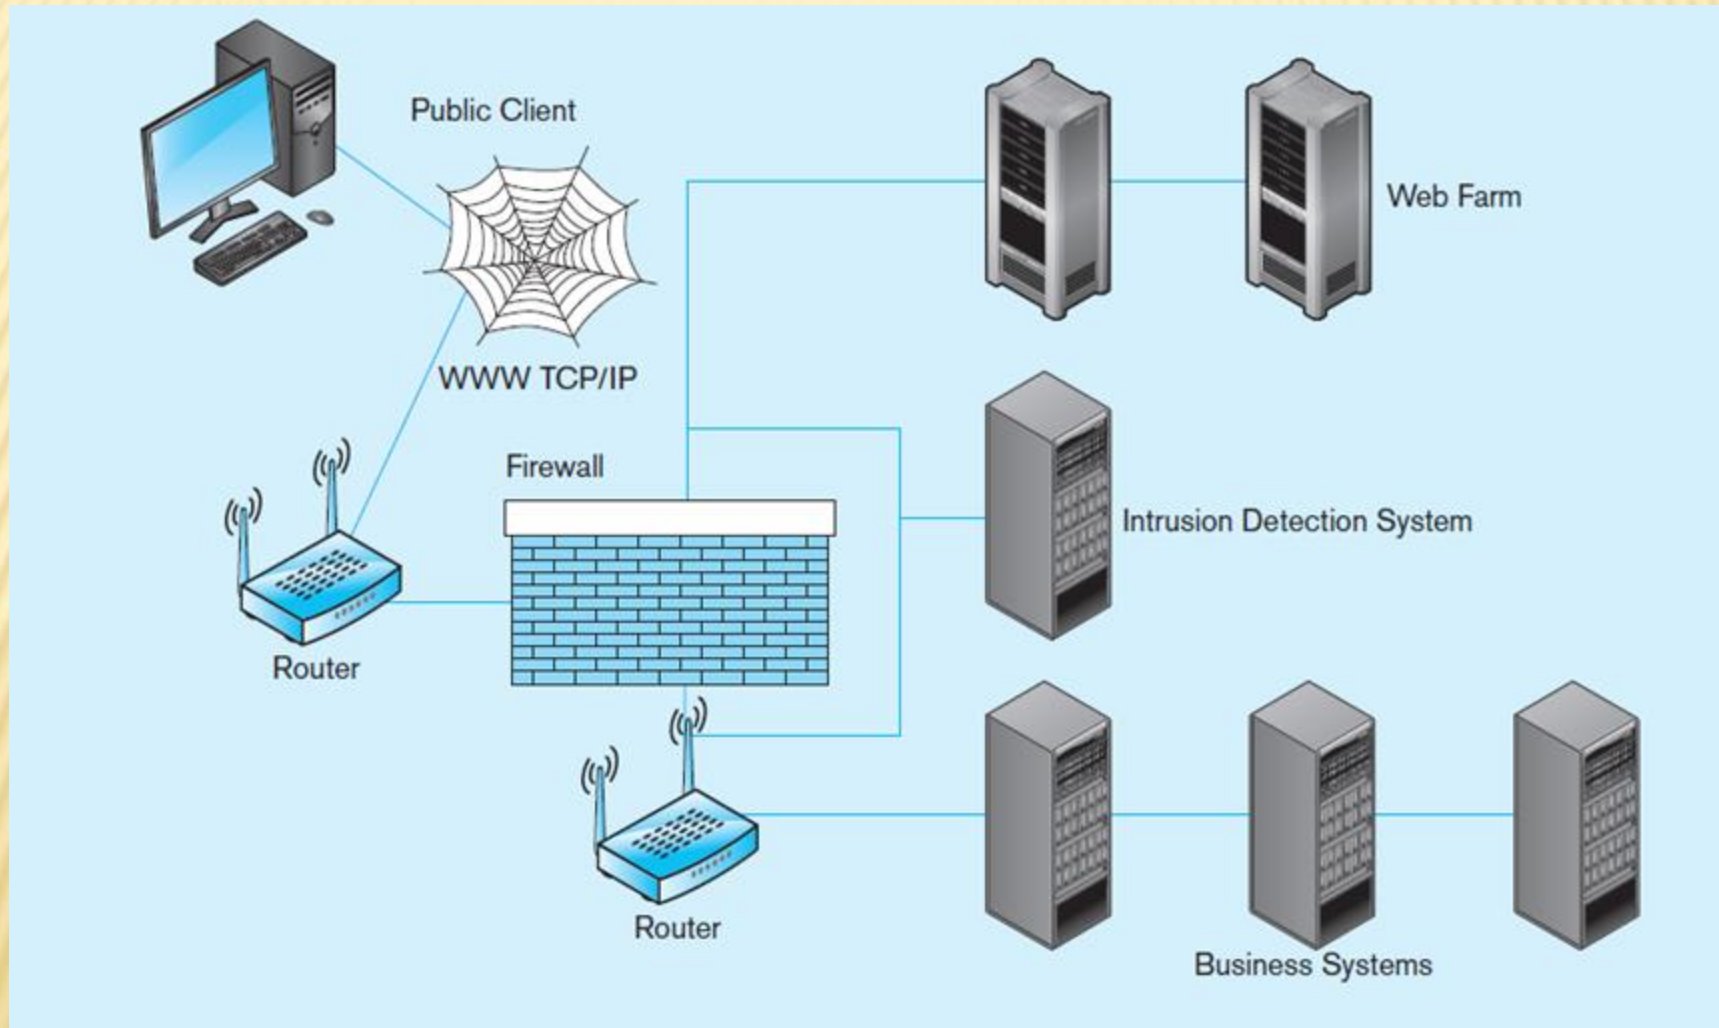 Public Client
Web Farm
WWW TCP/IP
Firewall
Intrusion Detection System
Router
Router
Business Systems